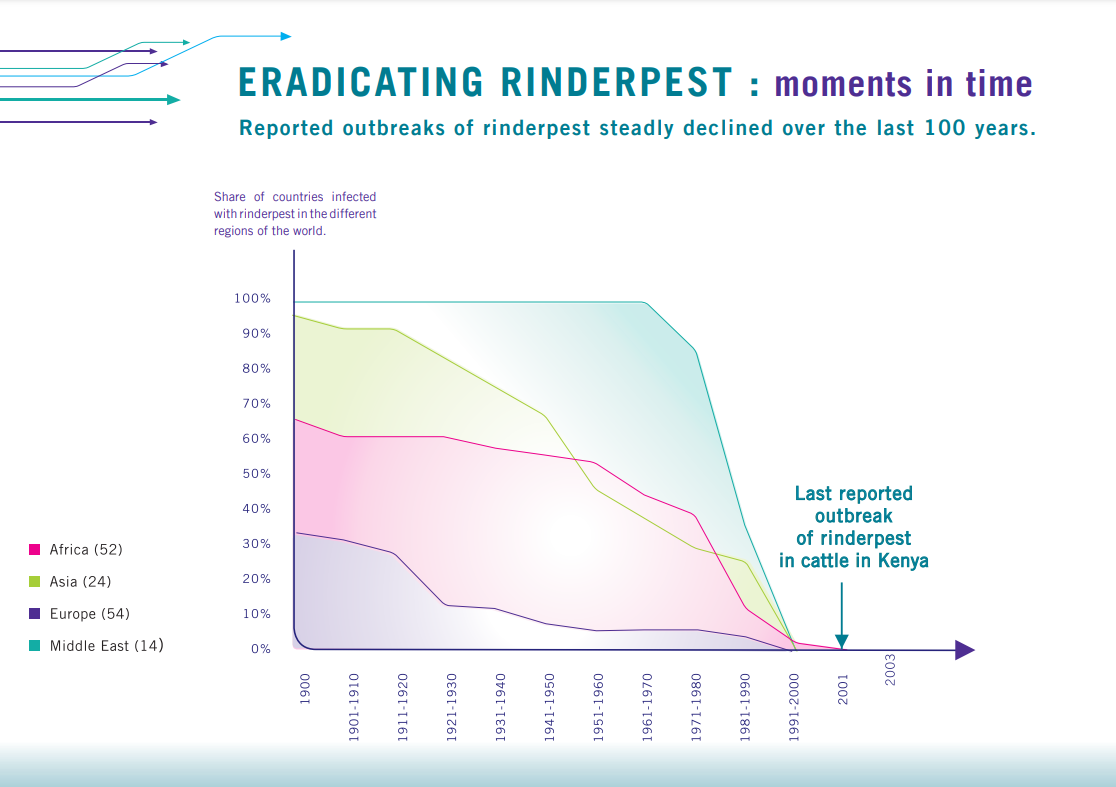 ERADICATING RINDERPEST : moments in time
Reported outbreaks of rinderpest steadly declined over the last 100 years.
Share of countries infected
with rinderpest in the different
regions of the world.
100%
90%
80%
70%
60%
50%
40%
30%
20%
10%
0%
Africa (52)
Asia (24)
Europe (54)
Middle East (14)
Last reported
outbreak
of rinderpest
in cattle in Kenya
1900
1901-1910
1911-1920
1921-1930
1931-1940
1941-1950
1951-1960
1961-1970
1971-1980
1981-1990
1991-2000
2001
2003